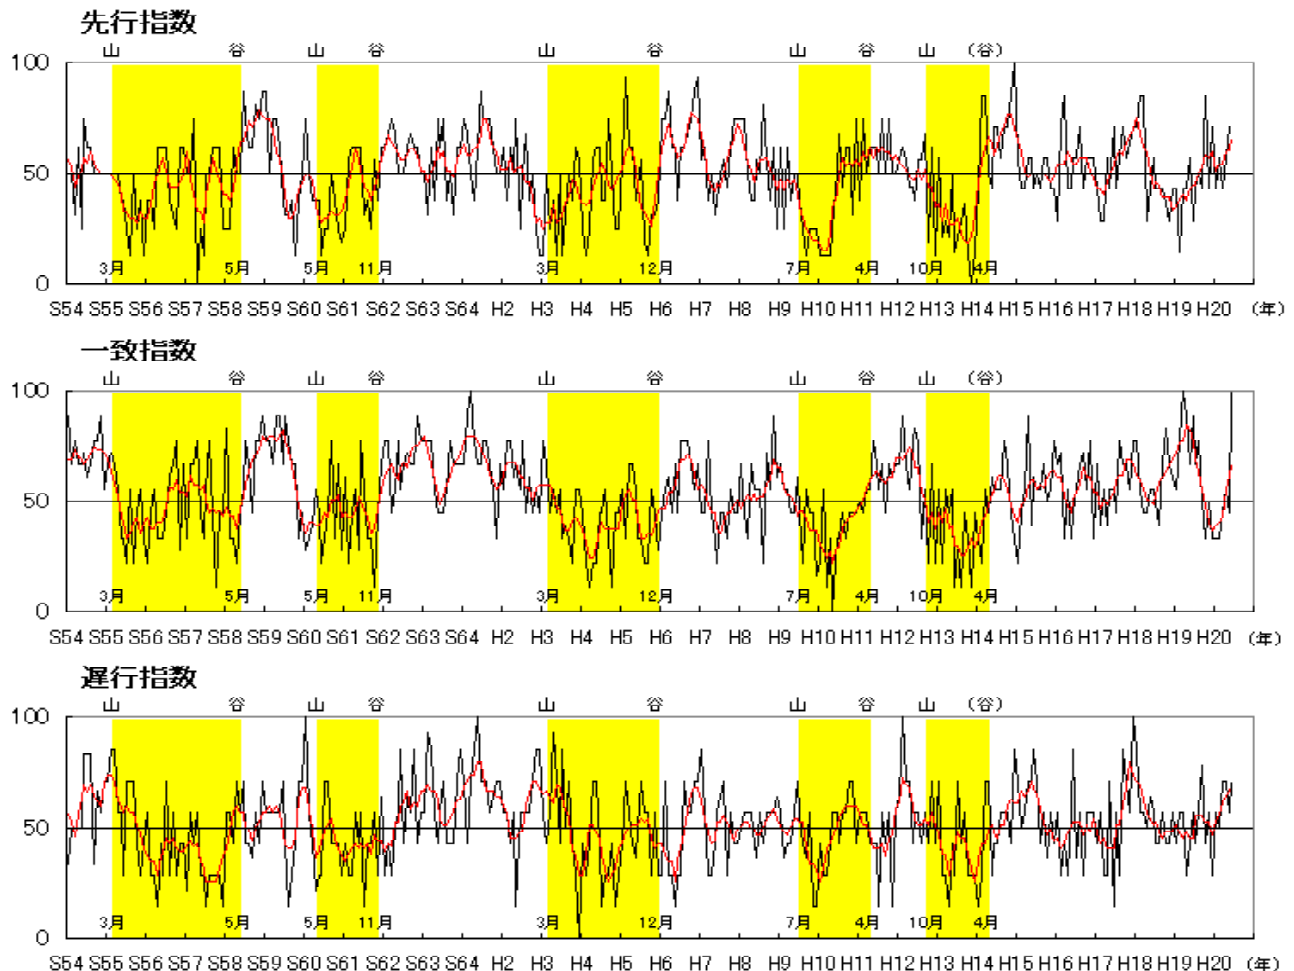 先行指数
山 谷 山 谷 山 谷 山 谷 山 (谷)
100
50
3月 5月 5月 11月 3月 12月 7月 4月 10月 4月
0
S54 S55 S56 S57 S58 S59 S60 S61 S62 S63 S64 H2 H3 H4 H5 H6 H7 H8 H9 H10 H11 H12 H13 H14 H15 H16 H17 H18 H19 H20 (年)
一致指数
山 谷 山 谷 山 谷 山 谷 山 (谷)
100
50
3月 5月 5月 11月 3月 12月 7月 4月 10月 4月
0
S54 S55 S56 S57 S58 S59 S60 S61 S62 S63 S64 H2 H3 H4 H5 H6 H7 H8 H9 H10 H11 H12 H13 H14 H15 H16 H17 H18 H19 H20 (年)
遅行指数
山 谷 山 谷 山 谷 山 谷 山 (谷)
100
50
3月 5月 5月 11月 3月 12月 7月 4月 10月 4月
0
S54 S55 S56 S57 S58 S59 S60 S61 S62 S63 S64 H2 H3 H4 H5 H6 H7 H8 H9 H10 H11 H12 H13 H14 H15 H16 H17 H18 H19 H20 (年)